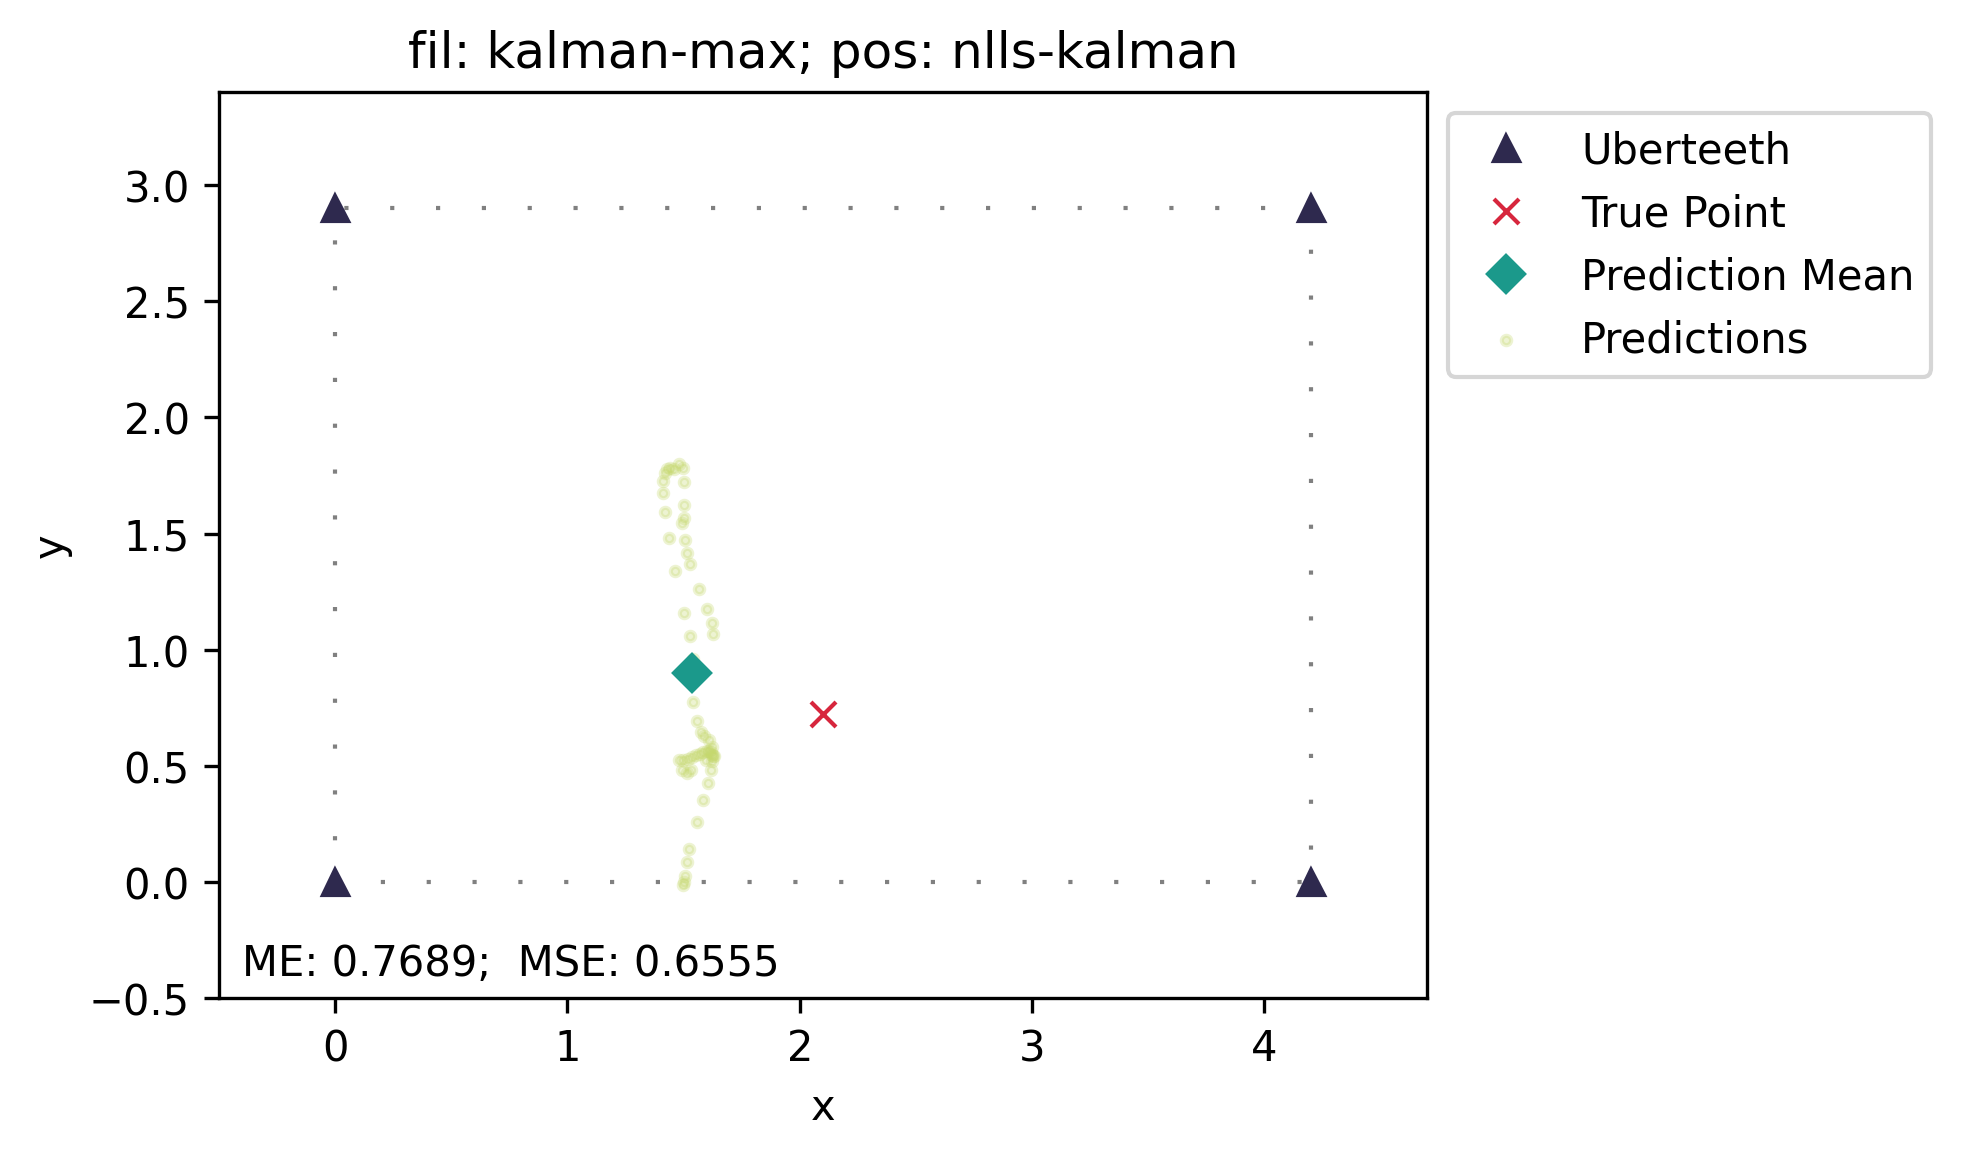 fil: kalman-max; pos: nlls-kalman
Uberteeth
True Point
Prediction Mean
Predictions
3.0
2.5
2.0
1.5
1.0
0.5
0.0
−0.5
y
ME: 0.7689;  MSE: 0.6555
0 1 2 3 4
x